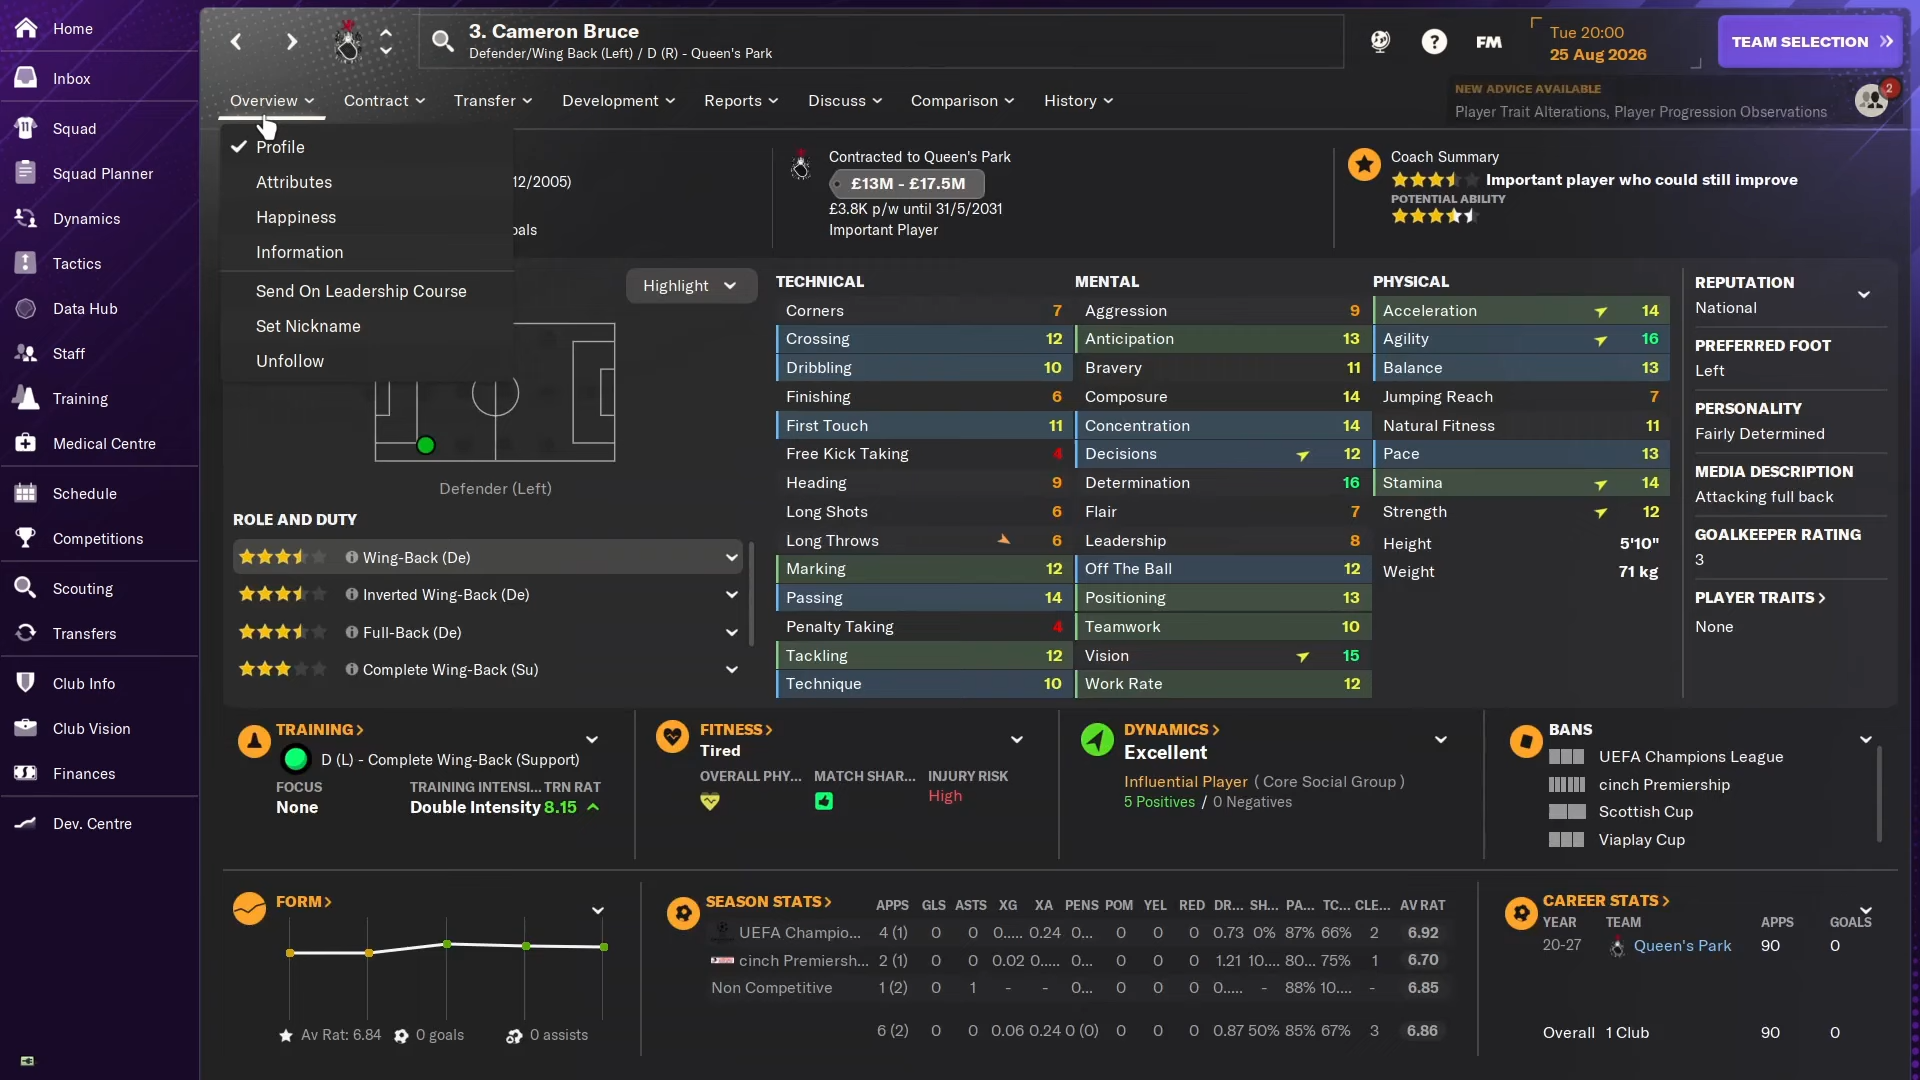 Home
Inbox
Squad
Squad Planner
Dynamics
Tactics
Data Hub
Staff
Training
Medical Centre
Schedule
Competitions
Scouting
Transfers
Club Info
Club Vision
Finances
Dev. Centre
3. Cameron Bruce
Defender/Wing Back (Left) / D (R) - Queen's Park
?
FM
Tue 20:00
25 Aug 2026
TEAM SELECTION
Overview Contract Transfer Development Reports Discuss Comparison History
NEW ADVICE AVAILABLE
Player Trait Alterations, Player Progression Observations
2
Profile
Attributes
Happiness
Information
Send On Leadership Course
Set Nickname
Unfollow
12/2005)
Contracted to Queen's Park
£13M - £17.5M
£3.8K p/w until 31/5/2031
Important Player
Coach Summary
Important player who could still improve
POTENTIAL ABILITY
Highlight
Defender (Left)
ROLE AND DUTY
Wing-Back (De)
Inverted Wing-Back (De)
Full-Back (De)
Complete Wing-Back (Su)
TECHNICAL
Corners 7
Crossing 12
Dribbling 10
Finishing 6
First Touch 11
Free Kick Taking 4
Heading 9
Long Shots 6
Long Throws 6
Marking 12
Passing 14
Penalty Taking 4
Tackling 12
Technique 10
MENTAL
Aggression 9
Anticipation 13
Bravery 11
Composure 14
Concentration 14
Decisions 12
Determination 16
Flair 7
Leadership 8
Off The Ball 12
Positioning 13
Teamwork 10
Vision 15
Work Rate 12
PHYSICAL
Acceleration 14
Agility 16
Balance 13
Jumping Reach 7
Natural Fitness 11
Pace 13
Stamina 14
Strength 12
Height 5'10"
Weight 71 kg
REPUTATION
National
PREFERRED FOOT
Left
PERSONALITY
Fairly Determined
MEDIA DESCRIPTION
Attacking full back
GOALKEEPER RATING
3
PLAYER TRAITS
None
TRAINING
D (L) - Complete Wing-Back (Support)
FOCUS TRAINING INTENSI... TRN RAT
None Double Intensity 8.15
FITNESS
Tired
OVERALL PHY... MATCH SHAR... INJURY RISK
High
DYNAMICS
Excellent
Influential Player ( Core Social Group )
5 Positives / 0 Negatives
BANS
UEFA Champions League
cinch Premiership
Scottish Cup
Viaplay Cup
FORM
Av Rat: 6.84 0 goals 0 assists
SEASON STATS APPS GLS ASTS XG XA PENS POM YEL RED DR... SH... PA... TC... CLE... AV RAT
UEFA Champio... 4 (1) 0 0 0..... 0.24 0... 0 0 0 0.73 0% 87% 66% 2 6.92
cinch Premiersh... 2 (1) 0 0 0.02 0..... 0... 0 0 0 1.21 10.... 80... 75% 1 6.70
Non Competitive 1 (2) 0 1 - - 0... 0 0 0 0..... - 88% 10.... - 6.85
6 (2) 0 0 0.06 0.24 0 (0) 0 0 0 0.87 50% 85% 67% 3 6.86
CAREER STATS
YEAR TEAM APPS GOALS
20-27 Queen's Park 90 0
Overall 1 Club 90 0